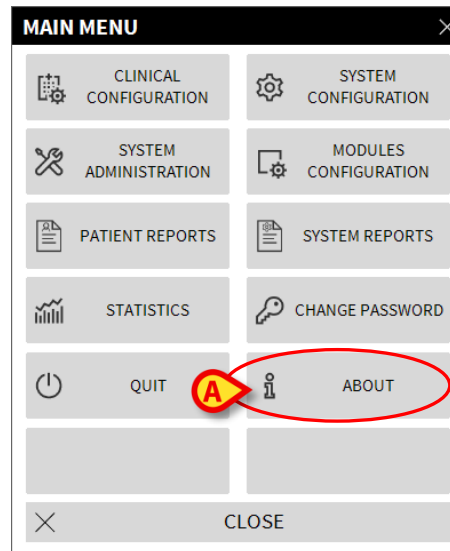 MAIN MENU
CLINICAL
CONFIGURATION
SYSTEM
CONFIGURATION
SYSTEM
ADMINISTRATION
MODULES
CONFIGURATION
PATIENT REPORTS
SYSTEM REPORTS
STATISTICS
CHANGE PASSWORD
QUIT
A
ABOUT
CLOSE